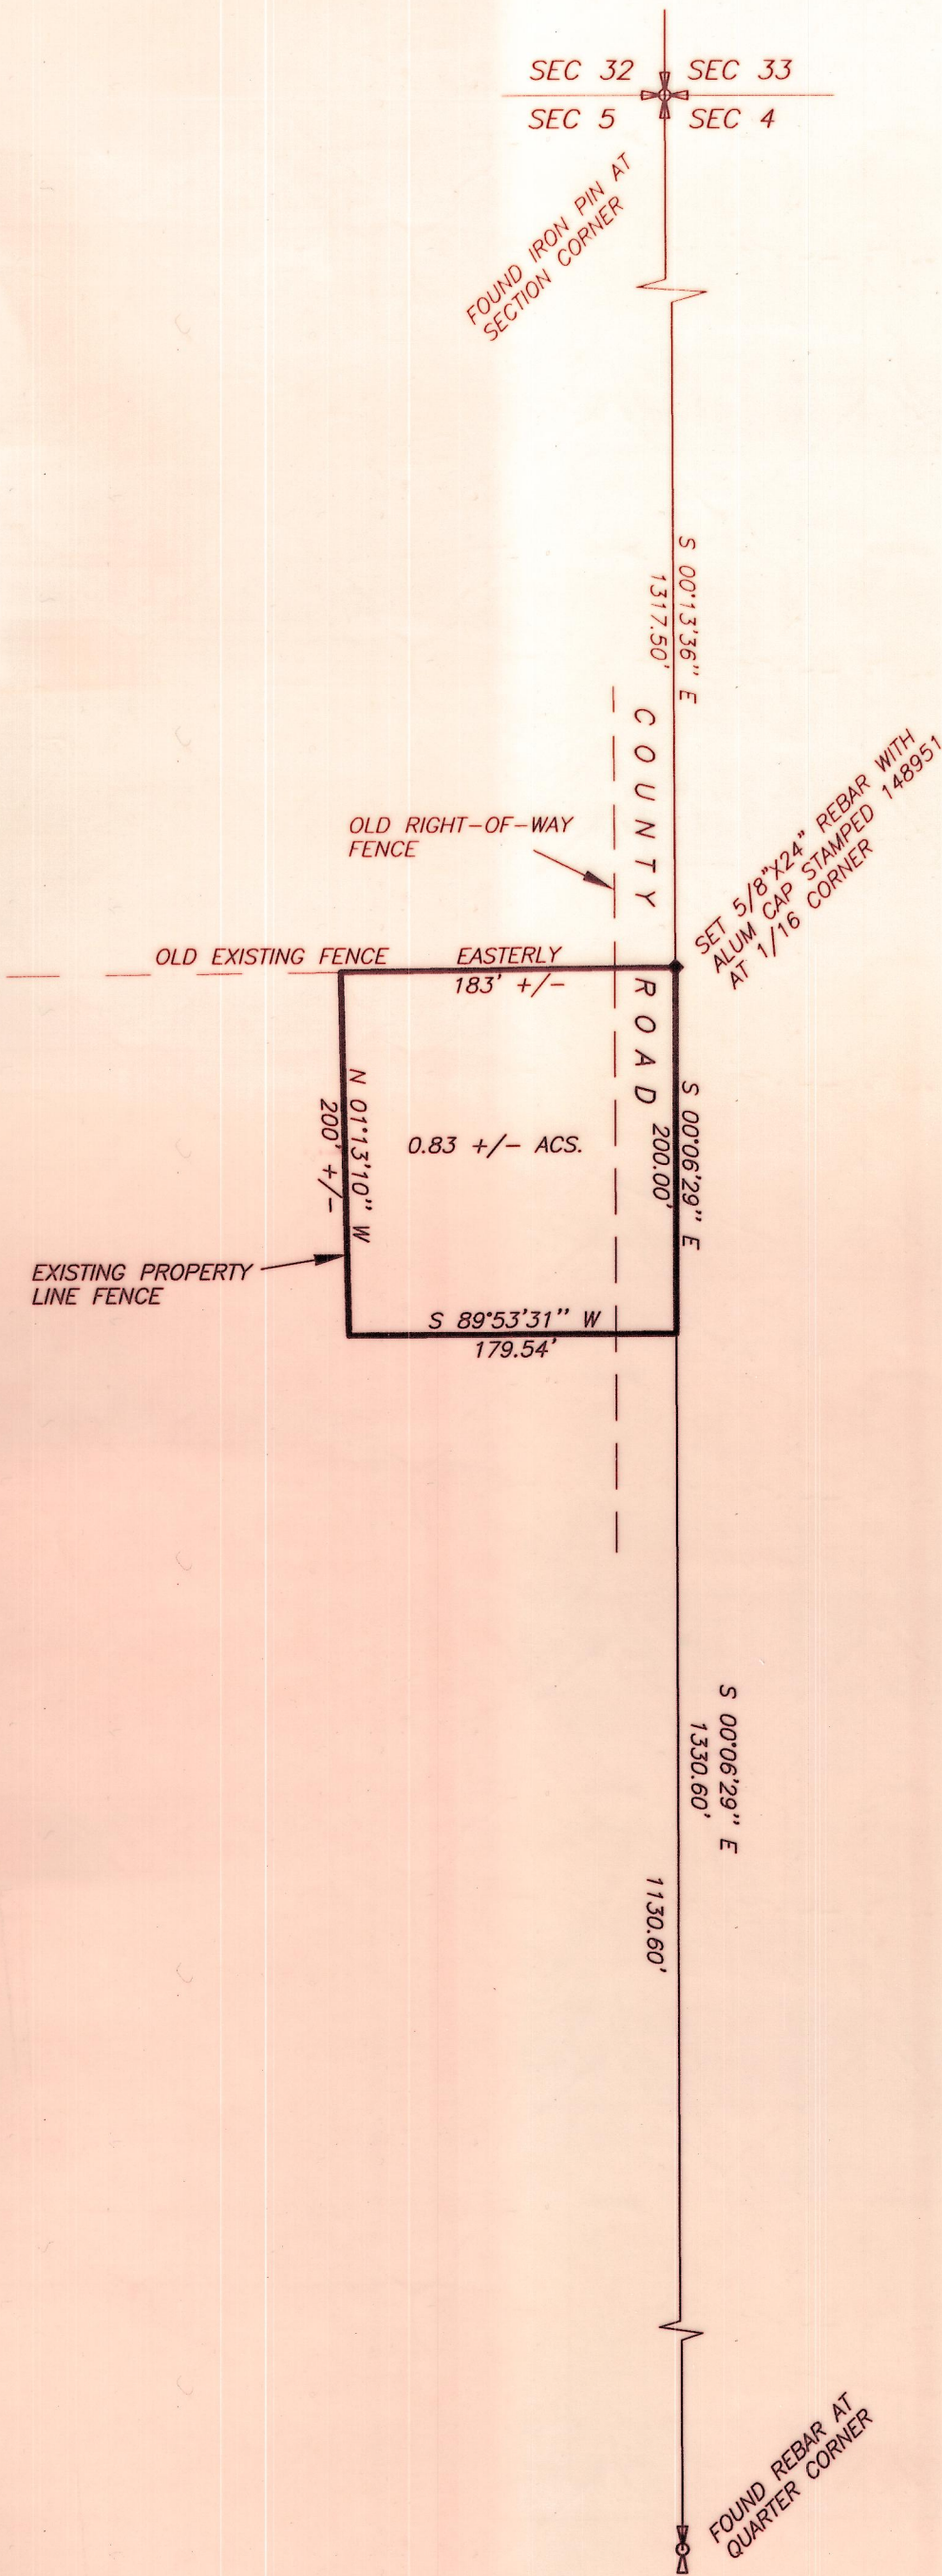 SEC 32
SEC 33
SEC 5
SEC 4
FOUND IRON PIN AT
SECTION CORNER
S 00°13'36" E
1317.50'
COUNTY ROAD
SET 5/8"X24" REBAR WITH
ALUM CAP STAMPED 148951
AT 1/16 CORNER
OLD RIGHT-OF-WAY
FENCE
OLD EXISTING FENCE
EASTERLY
183' +/-
N 01°13'10" W
200' +/-
0.83 +/- ACS.
S 00°06'29" E
200.00'
EXISTING PROPERTY
LINE FENCE
S 89°53'31" W
179.54'
S 00°06'29" E
1330.60'
1130.60'
FOUND REBAR AT
QUARTER CORNER